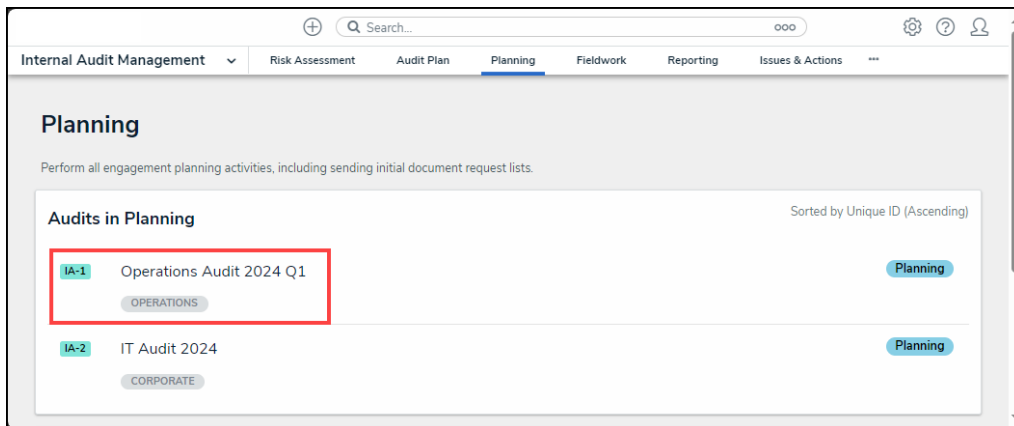 Search...
Internal Audit Management Risk Assessment Audit Plan Planning Fieldwork Reporting Issues & Actions
Planning
Perform all engagement planning activities, including sending initial document request lists.
Audits in Planning Sorted by Unique ID (Ascending)
IA-1 Operations Audit 2024 Q1 Planning
OPERATIONS
IA-2 IT Audit 2024 Planning
CORPORATE